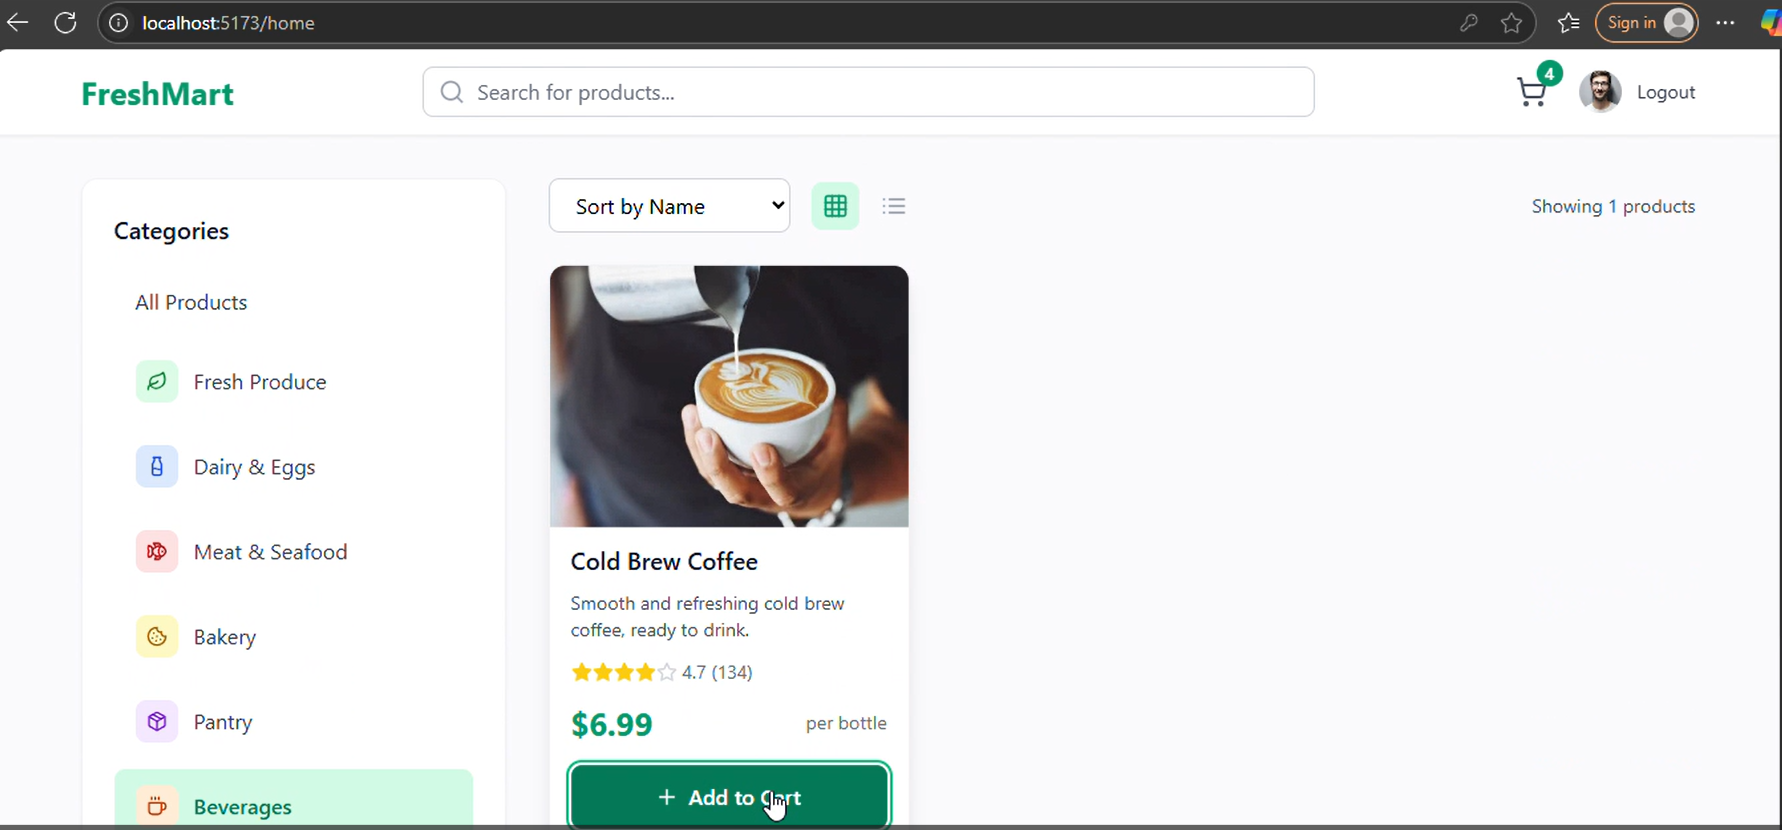 localhost:5173/home
Sign in
FreshMart
Search for products...
4
Logout
Categories
All Products
Fresh Produce
Dairy & Eggs
Meat & Seafood
Bakery
Pantry
Beverages
Sort by Name
Showing 1 products
Cold Brew Coffee
Smooth and refreshing cold brew
coffee, ready to drink.
4.7 (134)
$6.99
per bottle
+ Add to Cart